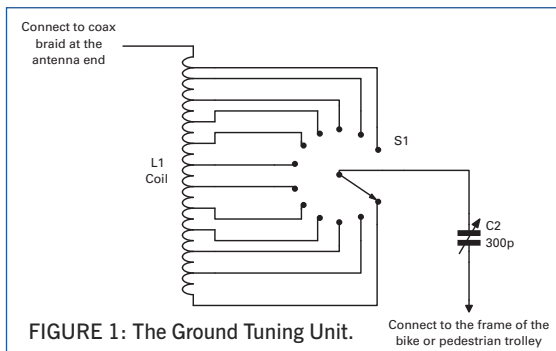 Connect to coax
braid at the
antenna end
S1
L1
Coil
C2
300p
FIGURE 1: The Ground Tuning Unit.
Connect to the frame of the
bike or pedestrian trolley